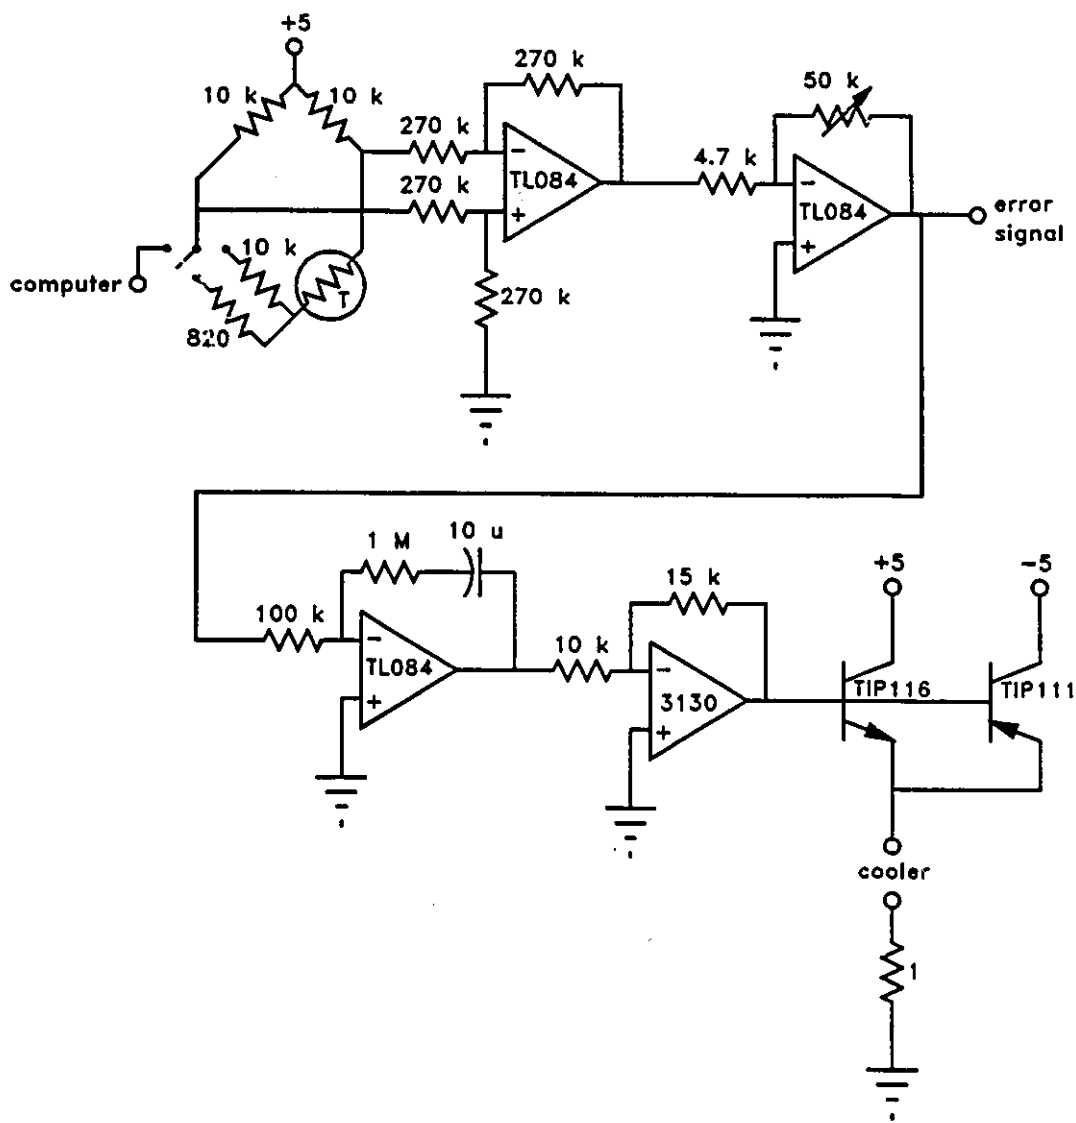 +5
10 k
10 k
270 k
270 k
270 k
270 k
50 k
4.7 k
−
TL084
+
−
TL084
+
error
signal
computer
10 k
T
820
1 M
10 u
100 k
−
TL084
+
10 k
15 k
−
3130
+
+5
-5
TIP116
TIP111
cooler
1